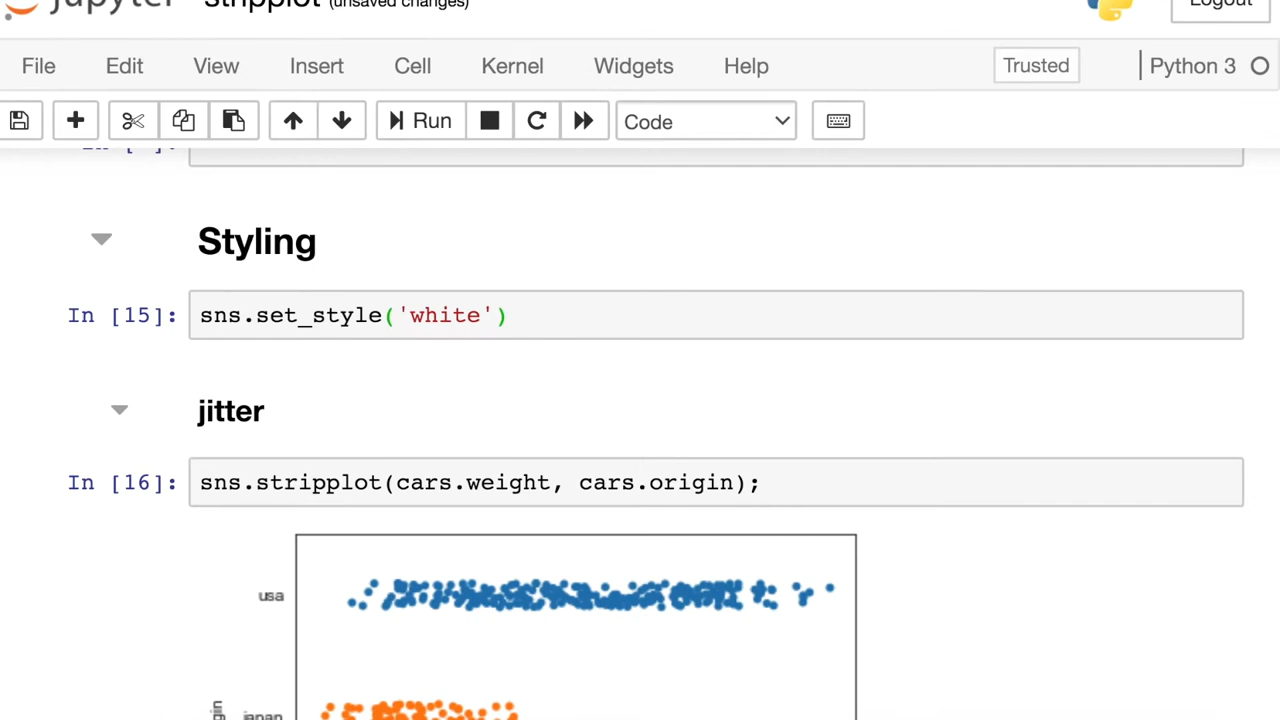 jupyter stripplot (unsaved changes)
Logout
File Edit View Insert Cell Kernel Widgets Help Trusted Python 3
Run Code
Styling
In [15]: sns.set_style('white')
jitter
In [16]: sns.stripplot(cars.weight, cars.origin);
usa
japan